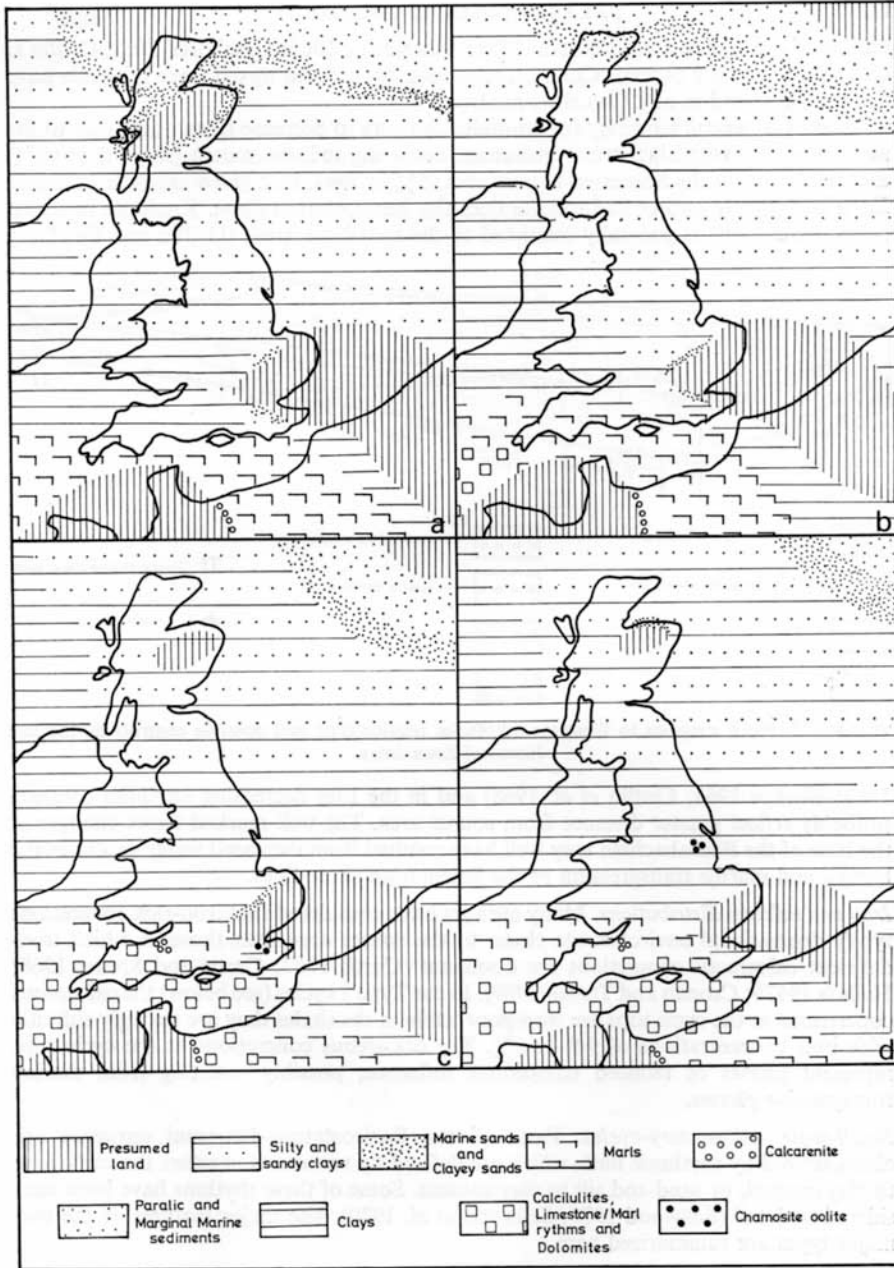 a
b
c
d
Presumed
land
Silty and
sandy clays
Marine sands
and
Clayey sands
Marls
Calcarenite
Paralic and
Marginal Marine
sediments
Clays
Calcilulites,
Limestone/Marl
rythms and
Dolomites
Chamosite oolite